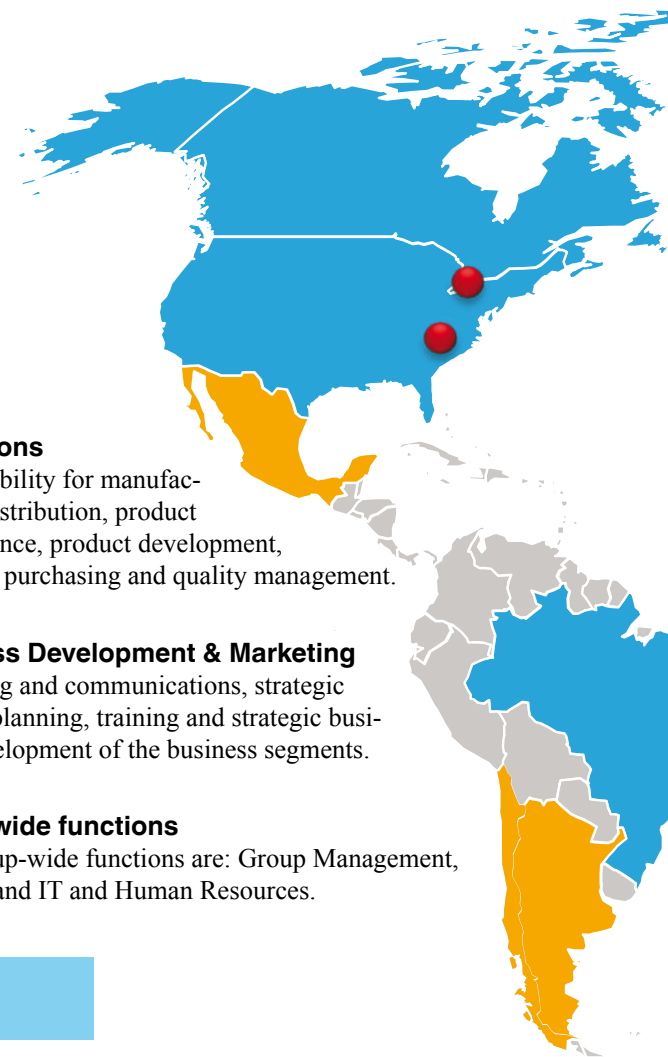 ons
bility for manufac-
stribution, product
nce, product development,
purchasing and quality management.
ss Development & Marketing
g and communications, strategic
planning, training and strategic busi-
elopment of the business segments.
wide functions
up-wide functions are: Group Management,
and IT and Human Resources.